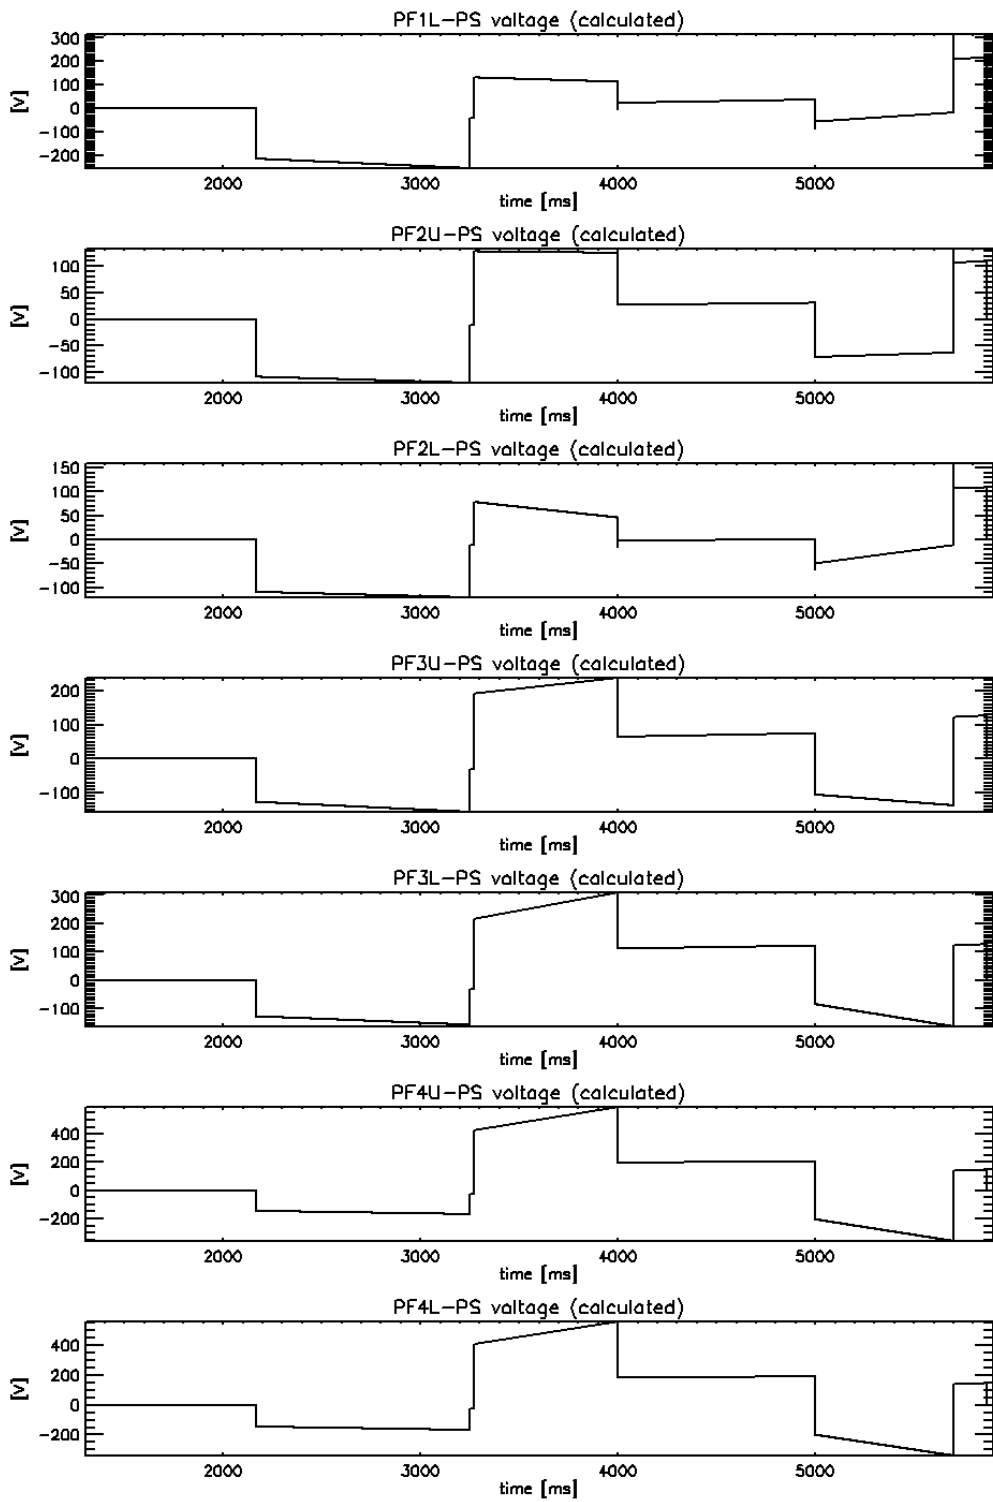 PF1L-PS voltage (calculated)
300
200
100
0
-100
-200
[V]
2000 3000 4000 5000
time [ms]
PF2U-PS voltage (calculated)
100
50
0
-50
-100
[V]
2000 3000 4000 5000
time [ms]
PF2L-PS voltage (calculated)
150
100
50
0
-50
-100
[V]
2000 3000 4000 5000
time [ms]
PF3U-PS voltage (calculated)
200
100
0
-100
[V]
2000 3000 4000 5000
time [ms]
PF3L-PS voltage (calculated)
300
200
100
0
-100
[V]
2000 3000 4000 5000
time [ms]
PF4U-PS voltage (calculated)
400
200
0
-200
[V]
2000 3000 4000 5000
time [ms]
PF4L-PS voltage (calculated)
400
200
0
-200
[V]
2000 3000 4000 5000
time [ms]